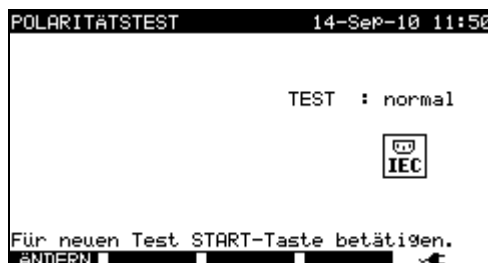 POLARITÄTSTEST 14-Sep-10 11:50
TEST : normal
IEC
Für neuen Test START-Taste betätigen.
ÄNDERN